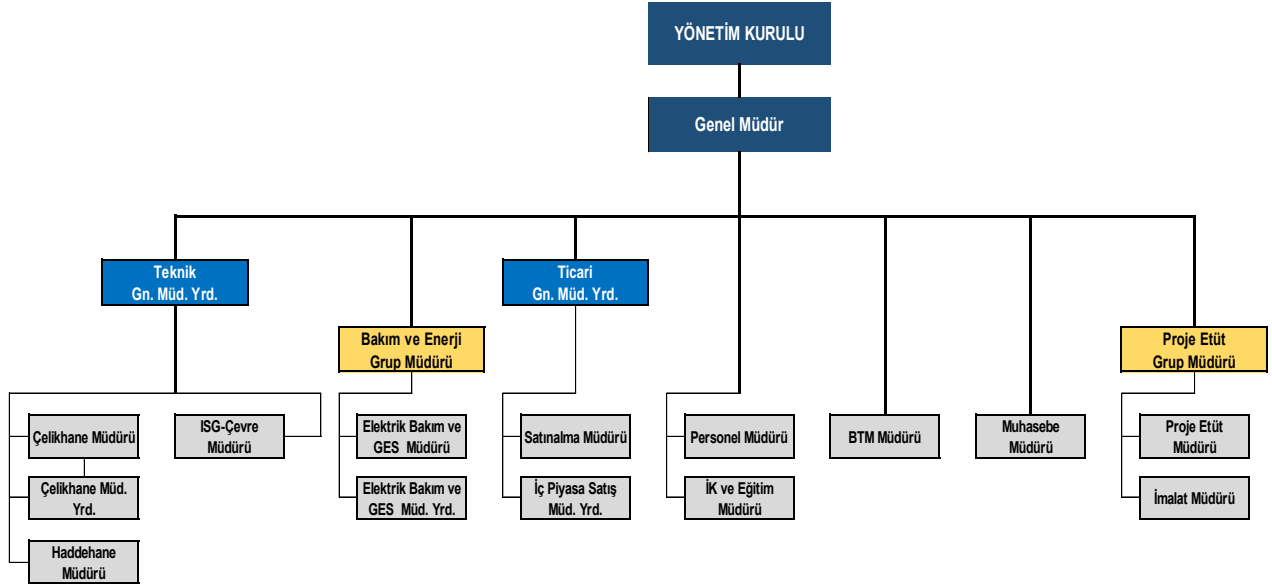 YÖNETİM KURULU
Genel Müdür
Teknik
Gn. Müd. Yrd.
Ticari
Gn. Müd. Yrd.
Bakım ve Enerji
Grup Müdürü
Proje Etüt
Grup Müdürü
Çelikhane Müdürü
ISG-Çevre
Müdürü
Elektrik Bakım ve
GES Müdürü
Satınalma Müdürü
Personel Müdürü
BTM Müdürü
Muhasebe
Müdürü
Proje Etüt
Müdürü
Çelikhane Müd.
Yrd.
Elektrik Bakım ve
GES Müd. Yrd.
İç Piyasa Satış
Müd. Yrd.
İK ve Eğitim
Müdürü
İmalat Müdürü
Haddehane
Müdürü